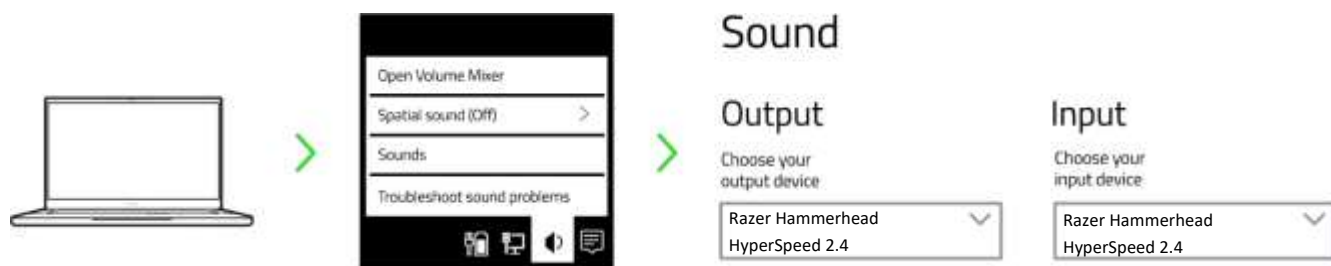 Open Volume Mixer
Spatial sound (Off)
Sounds
Troubleshoot sound problems
Sound
Output
Choose your
output device
Razer Hammerhead
HyperSpeed 2.4
Input
Choose your
input device
Razer Hammerhead
HyperSpeed 2.4